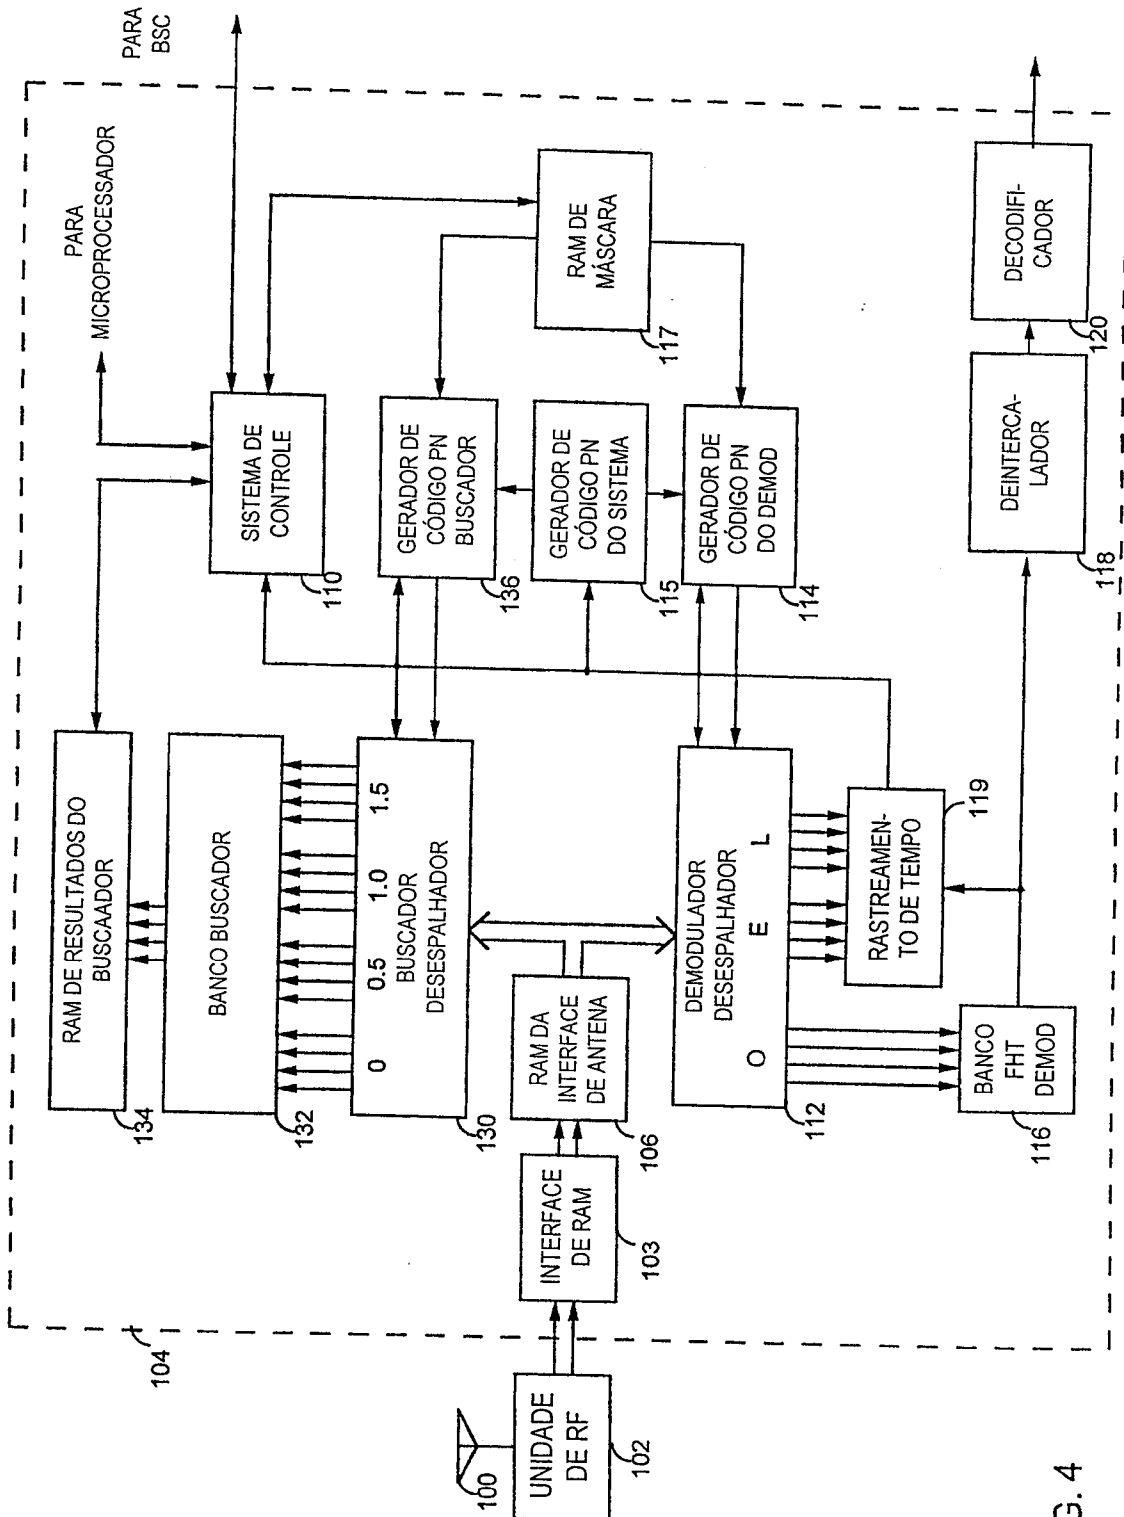 PARA
BSC
PARA
MICROPROCESSADOR
RAM DE RESULTADOS DO
BUSCAADOR
134
BANCO BUSCADOR
132
0 0.5 1.0 1.5
BUSCADOR
DESESPALHADOR
130
SISTEMA DE
CONTROLE
110
GERADOR DE
CÓDIGO PN
BUSCADOR
136
GERADOR DE
CÓDIGO PN
DO SISTEMA
115
GERADOR DE
CÓDIGO PN
DO DEMOD
114
RAM DE
MÁSCARA
117
104
100
UNIDADE
DE RF
102
INTERFACE
DE RAM
103
RAM DA
INTERFACE
DE ANTENA
106
DEMODULADOR
DESESPALHADOR
O E L
112
RASTREAMEN-
TO DE TEMPO
119
BANCO
FHT
DEMOD
116
DEINTERCA-
LADOR
118
DECODIFI-
CADOR
120
G. 4